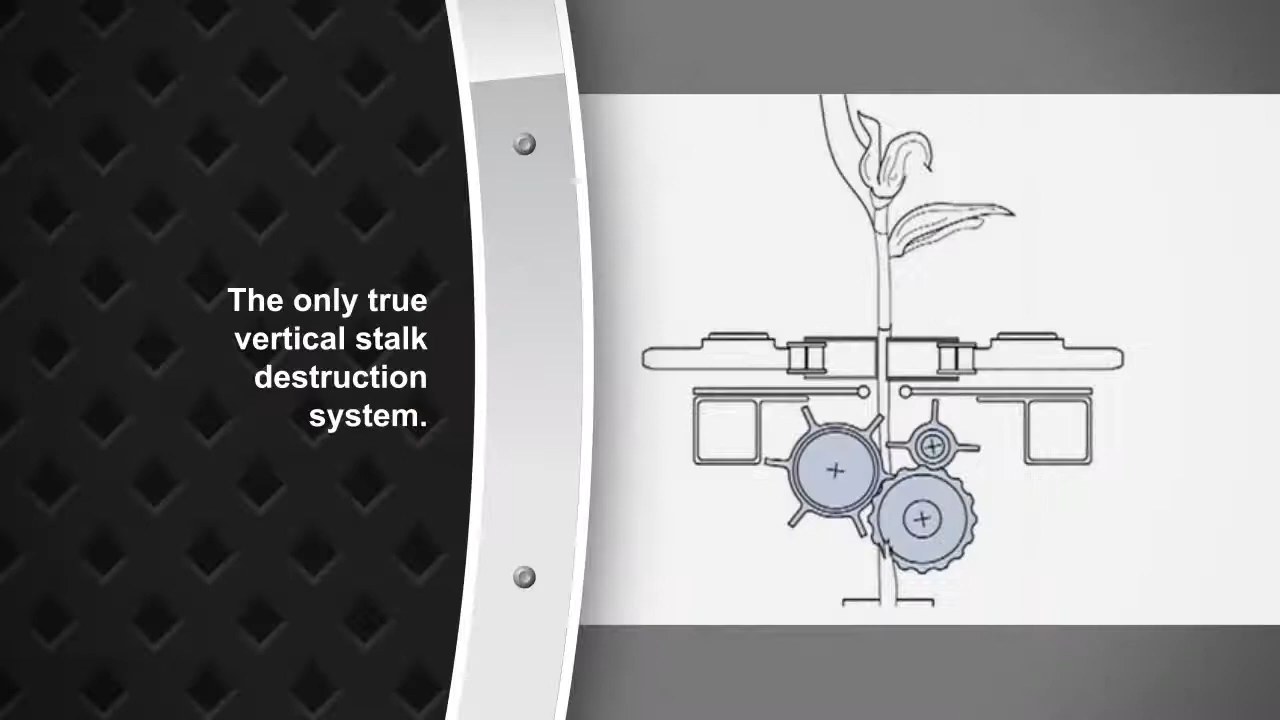 The only true
vertical stalk
destruction
system.